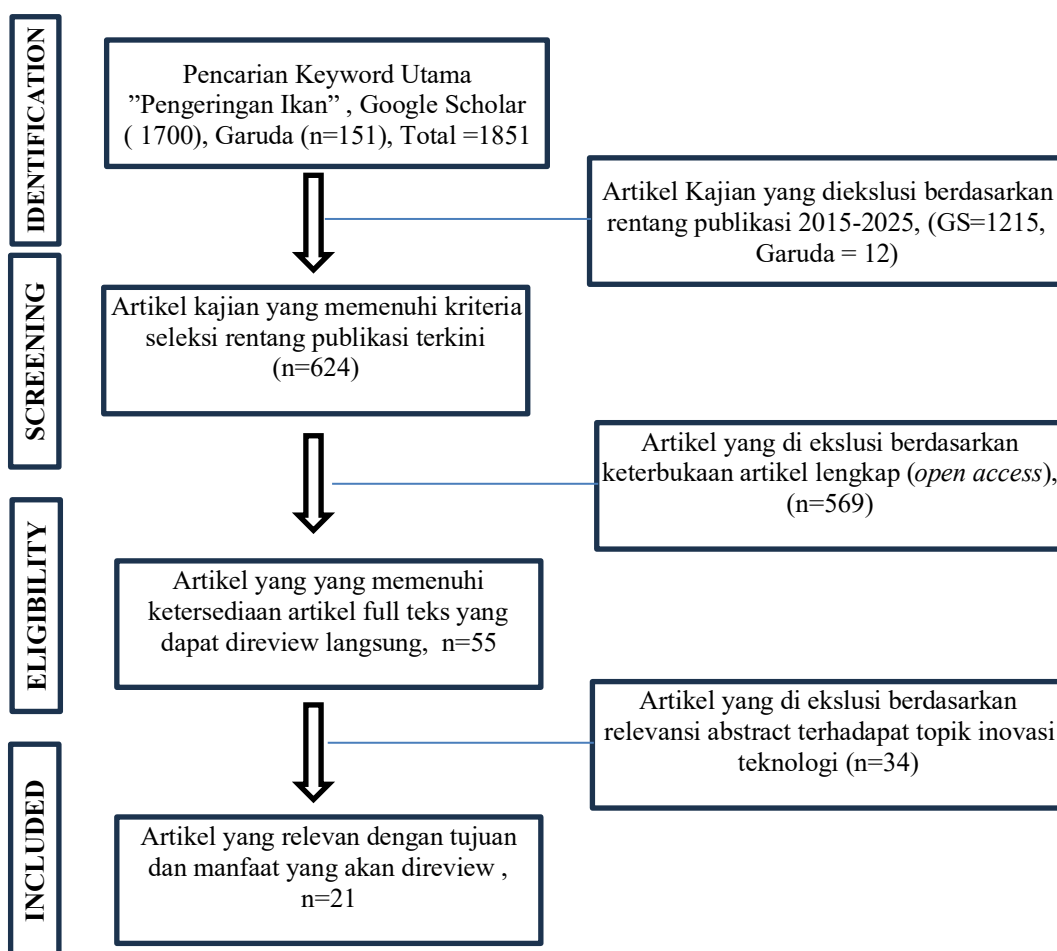 IDENTIFICATION
Pencarian Keyword Utama
”Pengeringan Ikan” , Google Scholar
( 1700), Garuda (n=151), Total =1851
Artikel Kajian yang diekslusi berdasarkan
rentang publikasi 2015-2025, (GS=1215,
Garuda = 12)
SCREENING
Artikel kajian yang memenuhi kriteria
seleksi rentang publikasi terkini
(n=624)
Artikel yang di ekslusi berdasarkan
keterbukaan artikel lengkap (open access),
(n=569)
ELIGIBILITY
Artikel yang yang memenuhi
ketersediaan artikel full teks yang
dapat direview langsung, n=55
Artikel yang di ekslusi berdasarkan
relevansi abstract terhadapat topik inovasi
teknologi (n=34)
INCLUDED
Artikel yang relevan dengan tujuan
dan manfaat yang akan direview ,
n=21